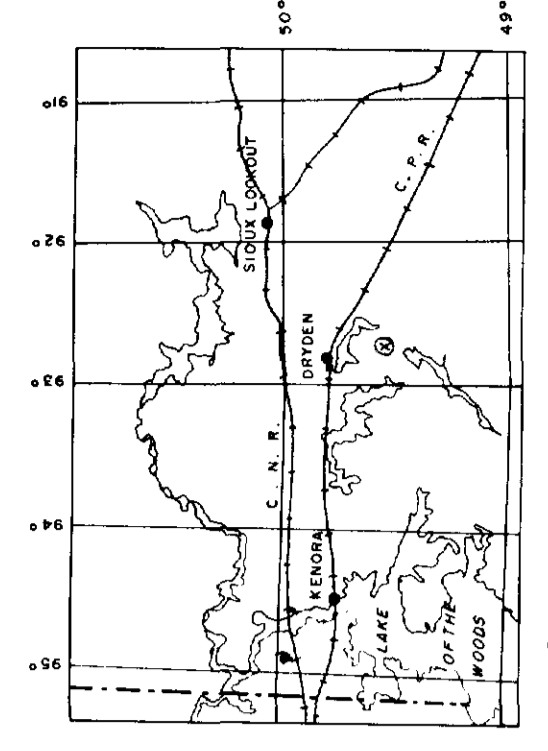 95°
94°
93°
92°
91°
SIOUX LOOKOUT
C. N. R.
50°
DRYDEN
KENORA
X
C. P. R.
LAKE
OF THE
WOODS
49°